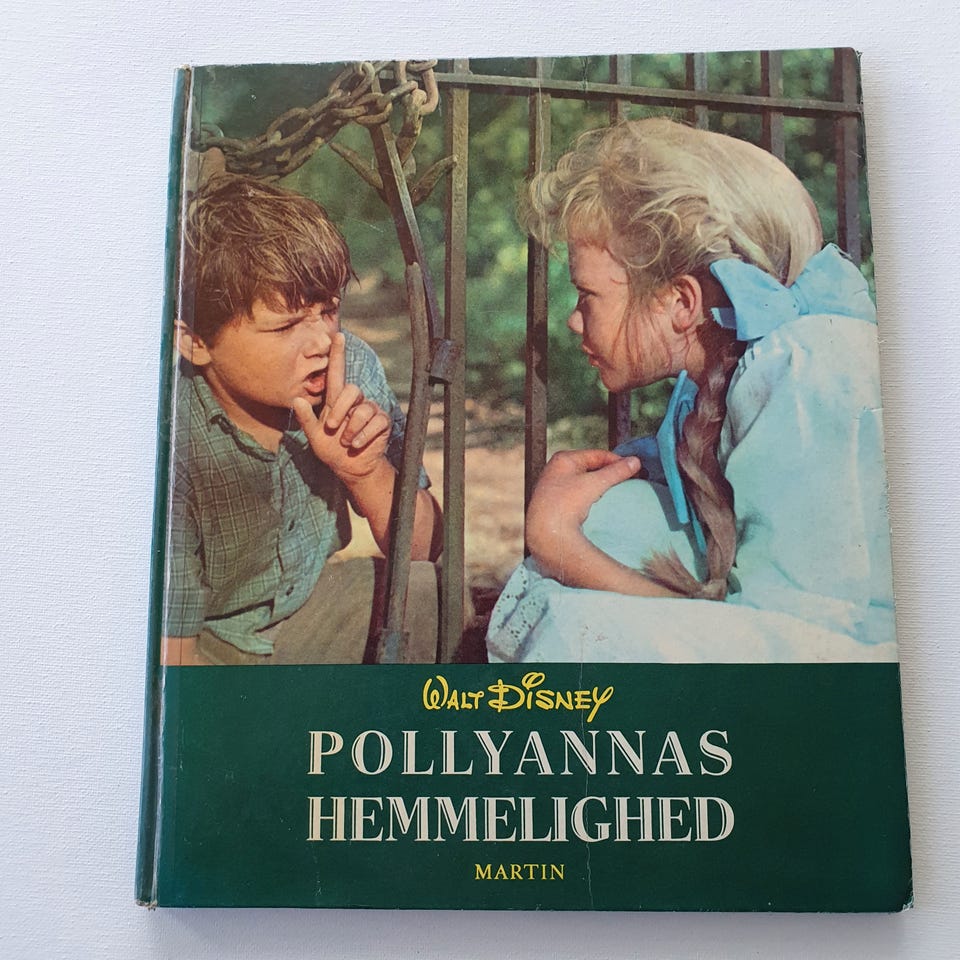 WALT DISNEY
POLLYANNAS
HEMMELIGHED
MARTIN